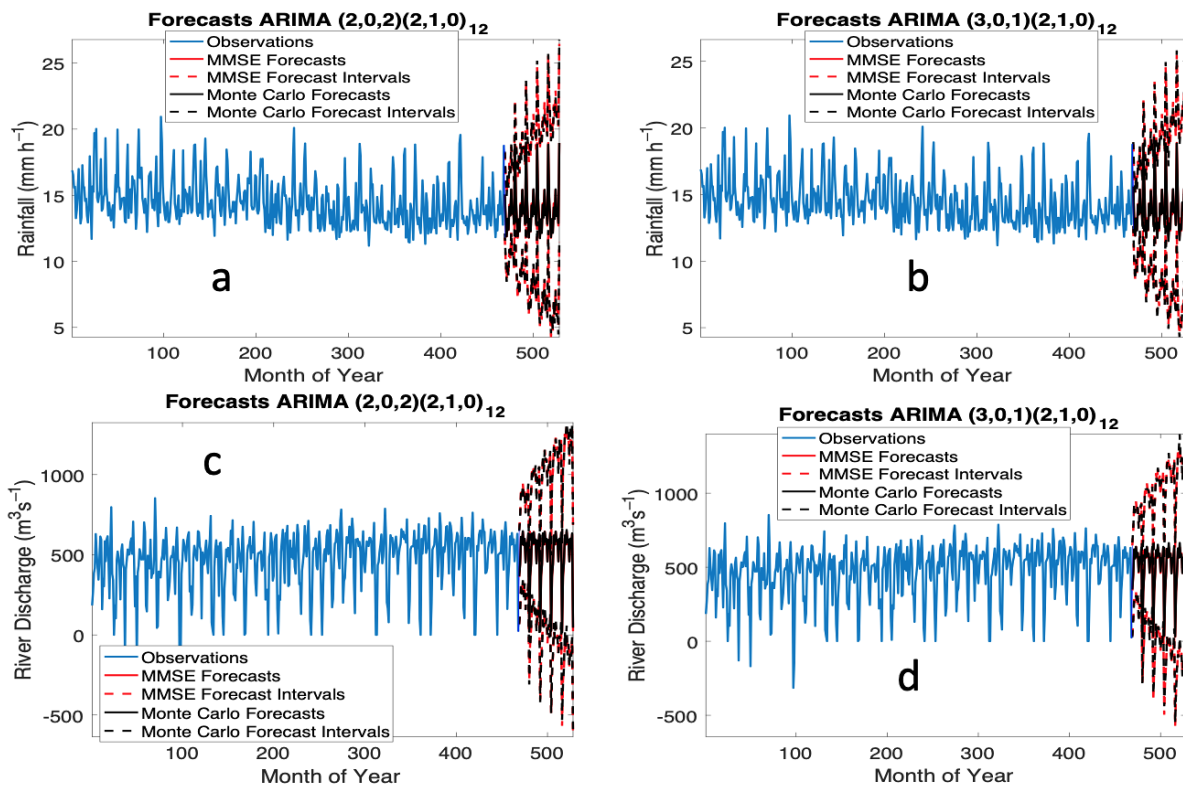 Forecasts ARIMA (2,0,2)(2,1,0)12
Observations
MMSE Forecasts
MMSE Forecast Intervals
Monte Carlo Forecasts
Monte Carlo Forecast Intervals
25
20
15
10
5
Rainfall (mm h−1)
a
100
200
300
400
500
Month of Year
Forecasts ARIMA (3,0,1)(2,1,0)12
Observations
MMSE Forecasts
MMSE Forecast Intervals
Monte Carlo Forecasts
Monte Carlo Forecast Intervals
25
20
15
10
5
Rainfall (mm h−1)
b
100
200
300
400
500
Month of Year
Forecasts ARIMA (2,0,2)(2,1,0)12
c
1000
500
0
-500
River Discharge (m3s−1)
Observations
MMSE Forecasts
MMSE Forecast Intervals
Monte Carlo Forecasts
Monte Carlo Forecast Intervals
100
200
300
400
500
Month of Year
Forecasts ARIMA (3,0,1)(2,1,0)12
Observations
MMSE Forecasts
MMSE Forecast Intervals
Monte Carlo Forecasts
Monte Carlo Forecast Intervals
1000
500
0
-500
River Discharge (m3s−1)
d
100
200
300
400
500
Month of Year